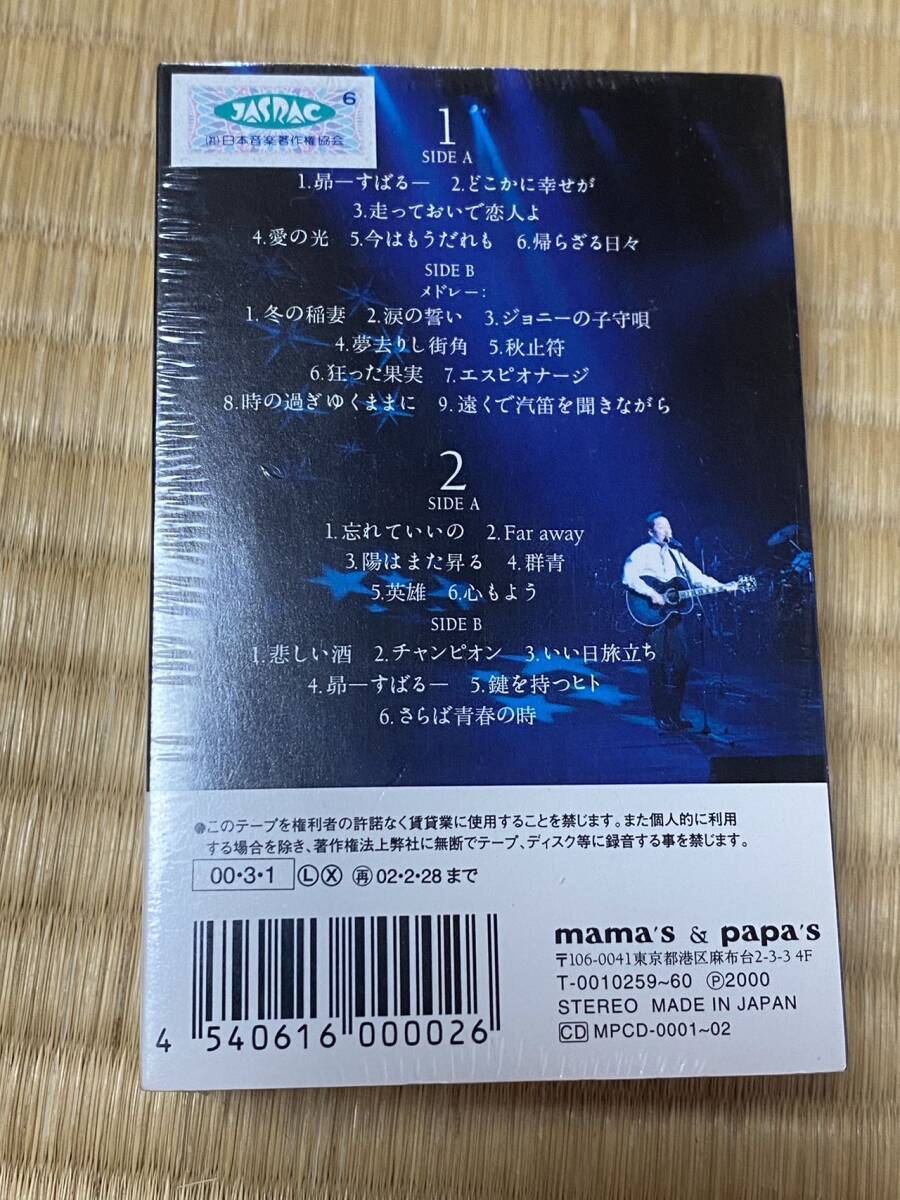 JASRAC 6
(社)日本音楽著作権協会
1
SIDE A
1.昴―すばる― 2.どこかに幸せが
3.走っておいで恋人よ
4.愛の光 5.今はもうだれも 6.帰らざる日々
SIDE B
メドレー:
1.冬の稲妻 2.涙の誓い 3.ジョニーの子守唄
4.夢去りし街角 5.秋止符
6.狂った果実 7.エスピオナージ
8.時の過ぎゆくままに 9.遠くで汽笛を聞きながら
2
SIDE A
1.忘れていいの 2.Far away
3.陽はまた昇る 4.群青
5.英雄 6.心もよう
SIDE B
1.悲しい酒 2.チャンピオン 3.いい日旅立ち
4.昴―すばる― 5.鍵を持つヒト
6.さらば青春の時
●このテープを権利者の許諾なく賃貸業に使用することを禁じます。また個人的に利用
する場合を除き、著作権法上弊社に無断でテープ、ディスク等に録音する事を禁じます。
00・3・1 Ⓛ Ⓧ ㊢02・2・28まで
mama's & papa's
〒106-0041東京都港区麻布台2-3-3 4F
T-0010259~60 Ⓟ2000
STEREO MADE IN JAPAN
CD MPCD-0001~02
4 540616 000026